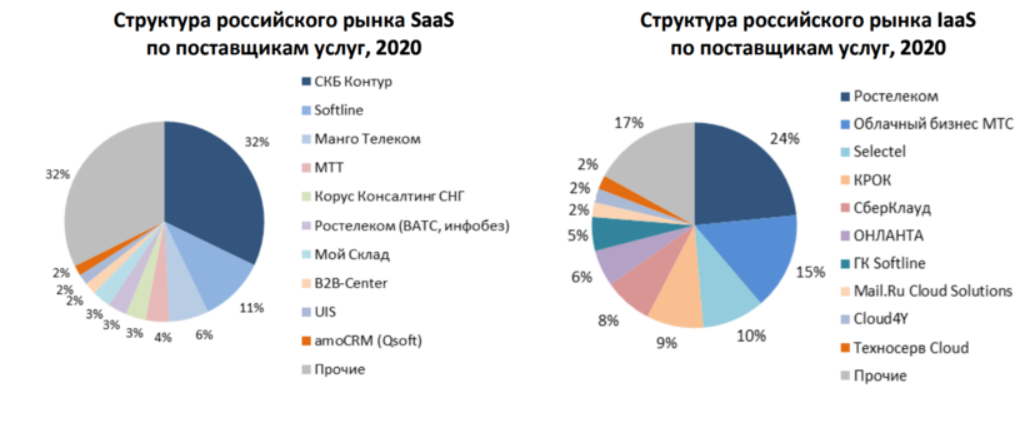 Структура российского рынка SaaS
по поставщикам услуг, 2020
32%
11%
6%
4%
3%
3%
3%
2%
2%
2%
32%
СКБ Контур
Softline
Манго Телеком
МТТ
Корус Консалтинг СНГ
Ростелеком (ВАТС, инфобез)
Мой Склад
B2B-Center
UIS
amoCRM (Qsoft)
Прочие
Структура российского рынка IaaS
по поставщикам услуг, 2020
24%
15%
10%
9%
8%
6%
5%
2%
2%
2%
17%
Ростелеком
Облачный бизнес МТС
Selectel
КРОК
СберКлауд
ОНЛАНТА
ГК Softline
Mail.Ru Cloud Solutions
Cloud4Y
Техносерв Cloud
Прочие